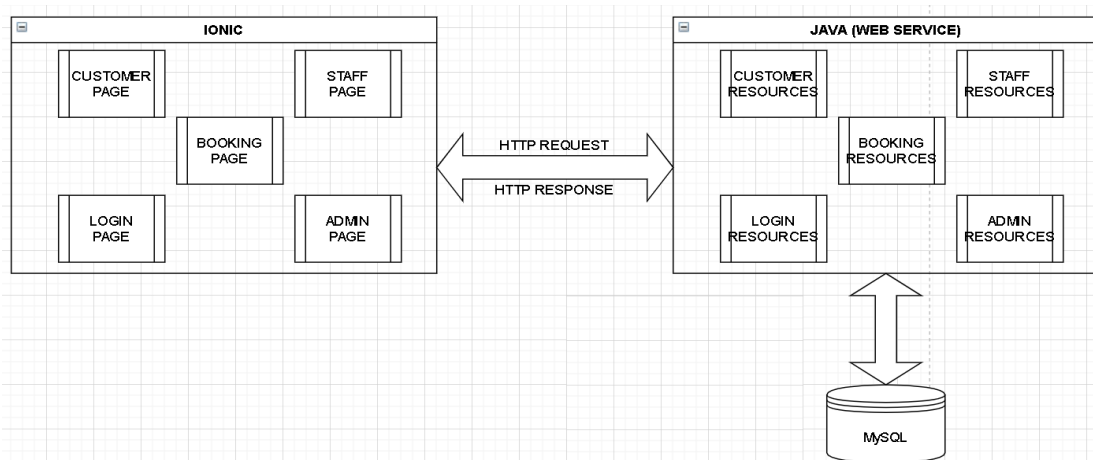 IONIC
CUSTOMER
PAGE
STAFF
PAGE
BOOKING
PAGE
LOGIN
PAGE
ADMIN
PAGE
HTTP REQUEST
HTTP RESPONSE
JAVA (WEB SERVICE)
CUSTOMER
RESOURCES
STAFF
RESOURCES
BOOKING
RESOURCES
LOGIN
RESOURCES
ADMIN
RESOURCES
MySQL